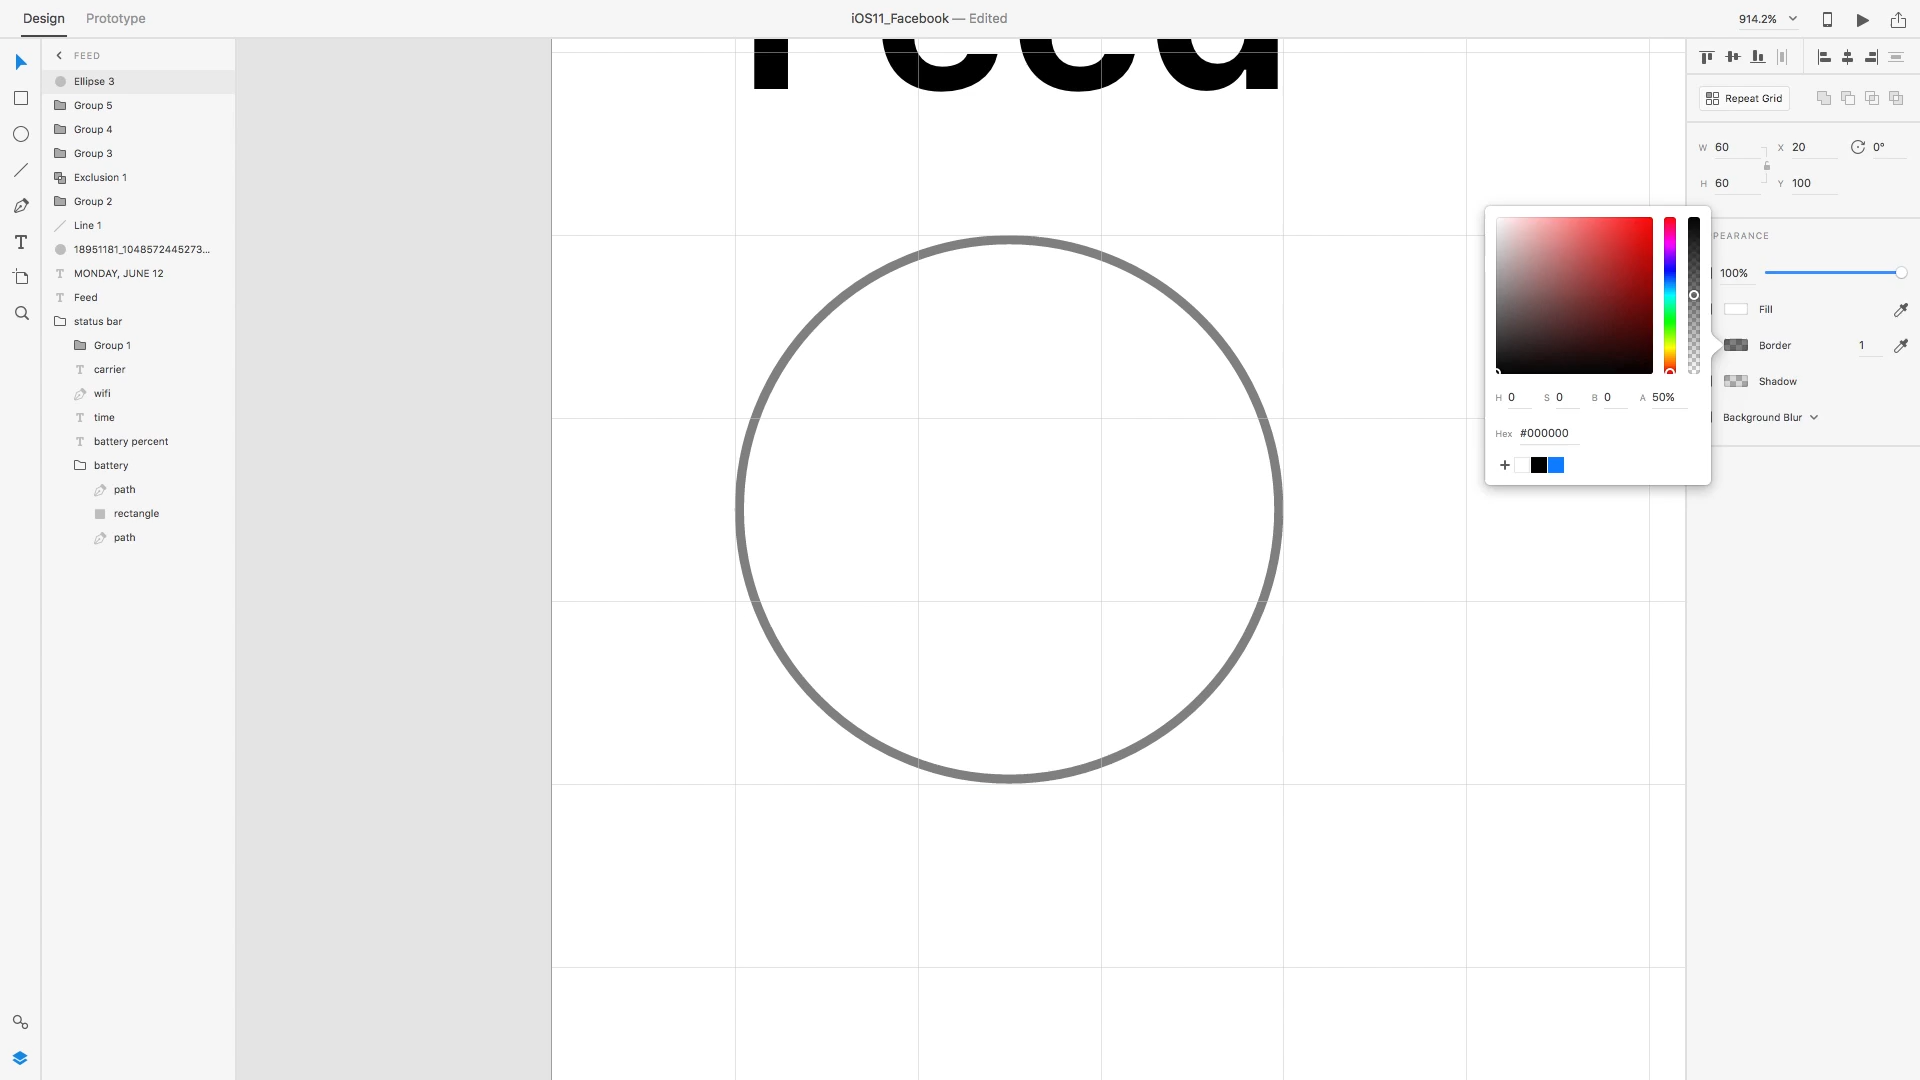 Design
Prototype
iOS11_Facebook — Edited
914.2%
FEED
Ellipse 3
Group 5
Group 4
Group 3
Exclusion 1
Group 2
Line 1
18951181_1048572445273...
MONDAY, JUNE 12
Feed
status bar
Group 1
carrier
wifi
time
battery percent
battery
path
rectangle
path
Feed
Repeat Grid
W 60 X 20 0°
H 60 Y 100
PEARANCE
100%
Fill
Border 1
Shadow
Background Blur
H 0 S 0 B 0 A 50%
Hex #000000